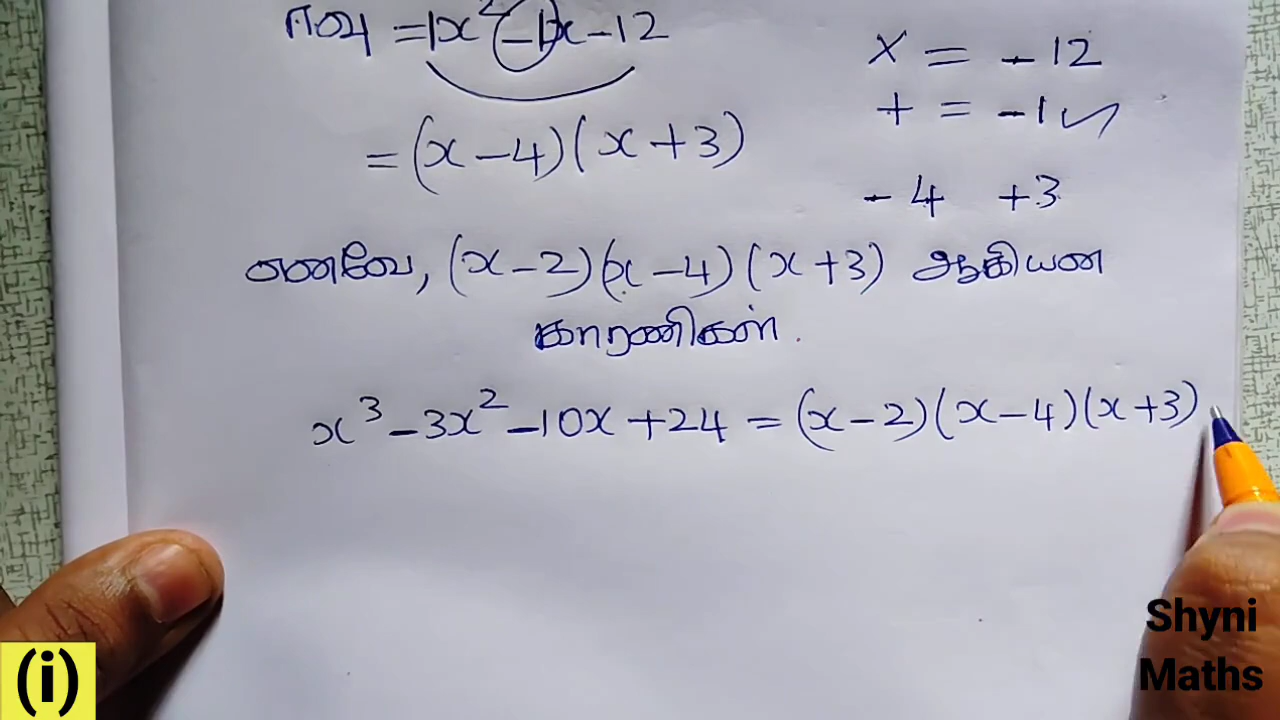 ஈவு = 1x² -1x -12
= (x-4)(x+3)
x = -12
+ = -1
-4 +3
எனவே, (x-2)(x-4)(x+3) ஆகியன
காரணிகள்.
x³-3x²-10x+24 = (x-2)(x-4)(x+3)
(i)
Shyni
Maths